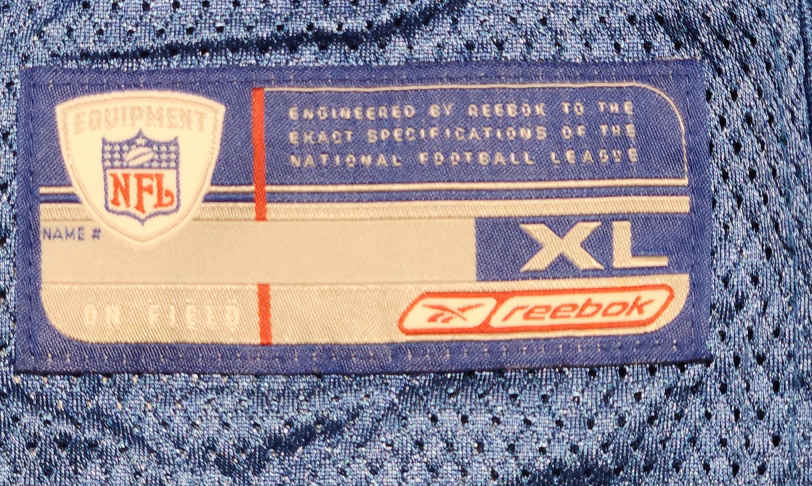 EQUIPMENT
NFL
ENGINEERED BY REEBOK TO THE
EXACT SPECIFICATIONS OF THE
NATIONAL FOOTBALL LEAGUE
NAME #
XL
ON FIELD
reebok